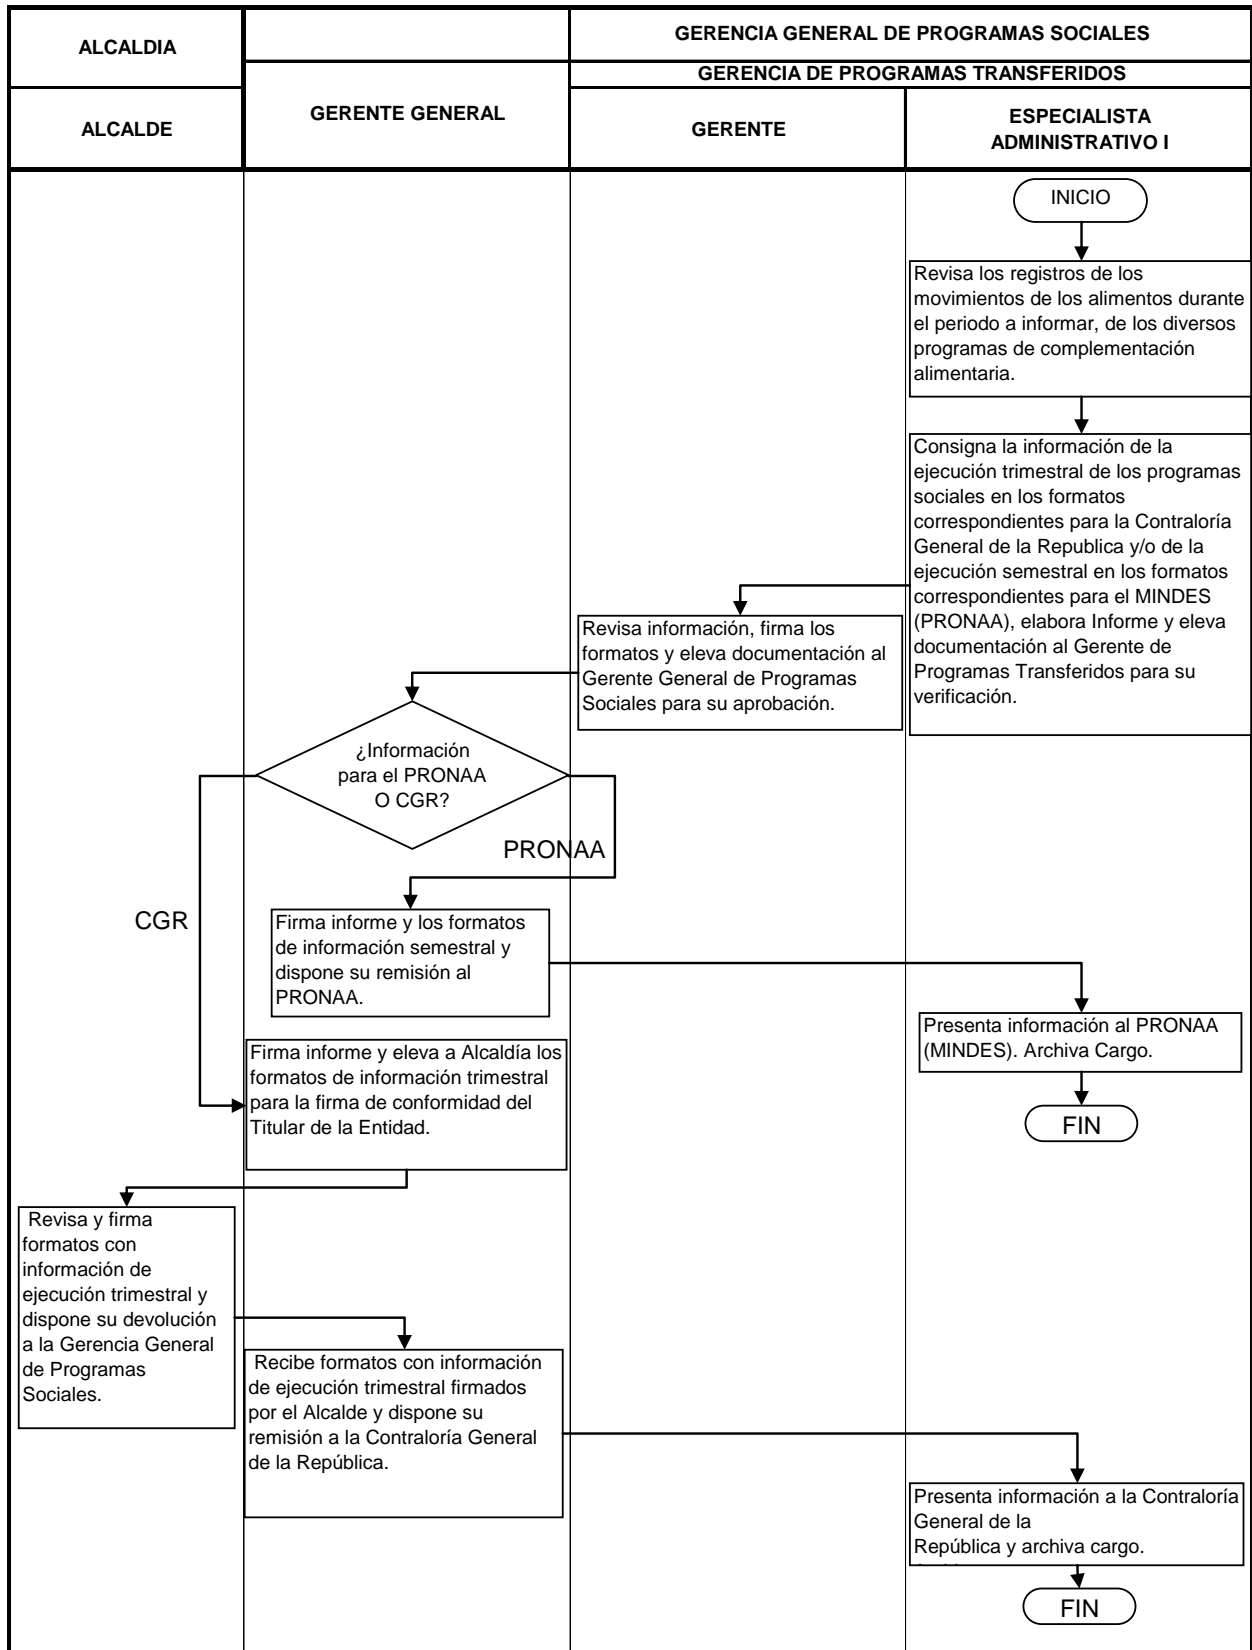 ALCALDIA
GERENCIA GENERAL DE PROGRAMAS SOCIALES
GERENCIA DE PROGRAMAS TRANSFERIDOS
ALCALDE
GERENTE GENERAL
GERENTE
ESPECIALISTA
ADMINISTRATIVO I
INICIO
Revisa los registros de los
movimientos de los alimentos durante
el periodo a informar, de los diversos
programas de complementación
alimentaria.
Consigna la información de la
ejecución trimestral de los programas
sociales en los formatos
correspondientes para la Contraloría
General de la Republica y/o de la
ejecución semestral en los formatos
correspondientes para el MINDES
(PRONAA), elabora Informe y eleva
documentación al Gerente de
Programas Transferidos para su
verificación.
Revisa información, firma los
formatos y eleva documentación al
Gerente General de Programas
Sociales para su aprobación.
¿Información
para el PRONAA
O CGR?
PRONAA
CGR
Firma informe y los formatos
de información semestral y
dispone su remisión al
PRONAA.
Presenta información al PRONAA
(MINDES). Archiva Cargo.
FIN
Firma informe y eleva a Alcaldía los
formatos de información trimestral
para la firma de conformidad del
Titular de la Entidad.
Revisa y firma
formatos con
información de
ejecución trimestral y
dispone su devolución
a la Gerencia General
de Programas
Sociales.
Recibe formatos con información
de ejecución trimestral firmados
por el Alcalde y dispone su
remisión a la Contraloría General
de la República.
Presenta información a la Contraloría
General de la
República y archiva cargo.
FIN